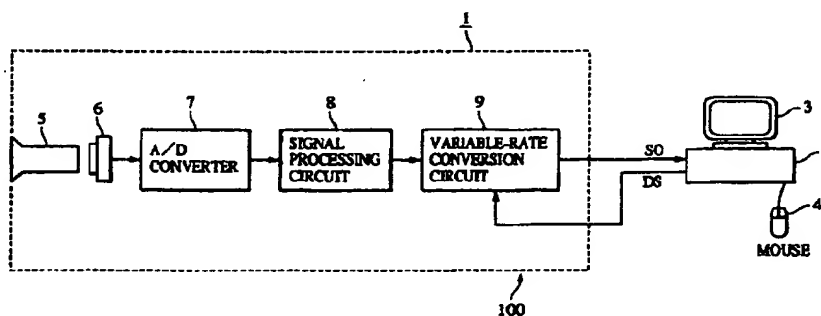 1
5
6
7
A/D
CONVERTER
8
SIGNAL
PROCESSING
CIRCUIT
9
VARIABLE-RATE
CONVERSION
CIRCUIT
SO
DS
3
4
MOUSE
100